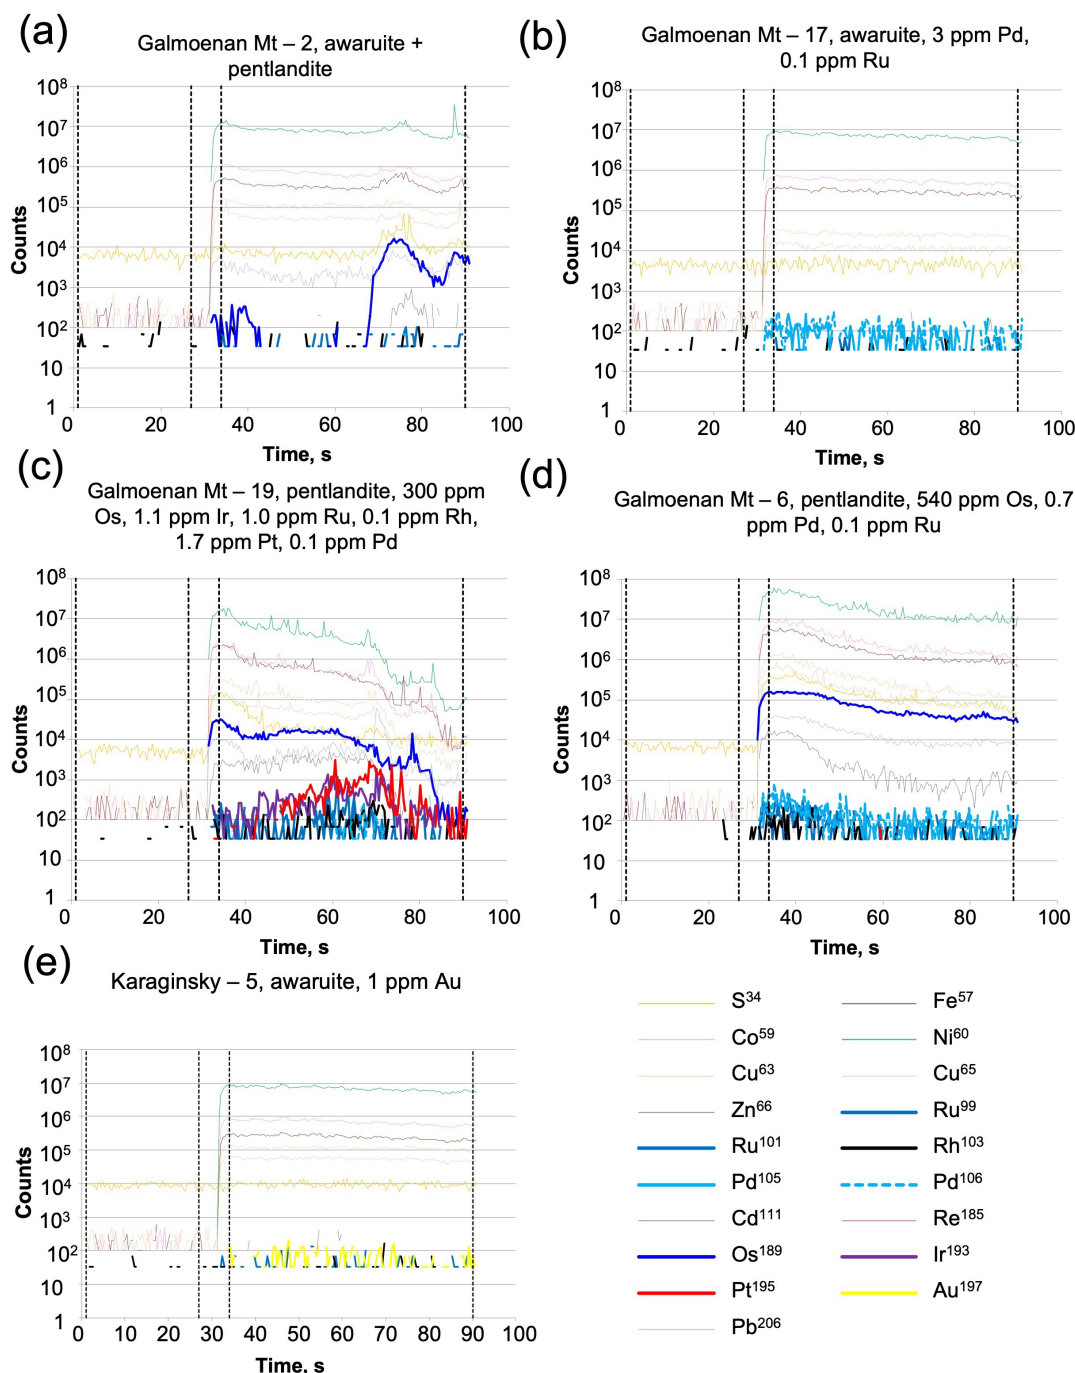 (a)
Galmoenan Mt – 2, awaruite +
pentlandite
10⁸
10⁷
10⁶
10⁵
10⁴
10³
10²
10
1
Counts
0 20 40 60 80 100
Time, s
(b)
Galmoenan Mt – 17, awaruite, 3 ppm Pd,
0.1 ppm Ru
10⁸
10⁷
10⁶
10⁵
10⁴
10³
10²
10
1
Counts
0 20 40 60 80 100
Time, s
(c)
Galmoenan Mt – 19, pentlandite, 300 ppm
Os, 1.1 ppm Ir, 1.0 ppm Ru, 0.1 ppm Rh,
1.7 ppm Pt, 0.1 ppm Pd
10⁸
10⁷
10⁶
10⁵
10⁴
10³
10²
10
1
Counts
0 20 40 60 80 100
Time, s
(d)
Galmoenan Mt – 6, pentlandite, 540 ppm Os, 0.7
ppm Pd, 0.1 ppm Ru
10⁸
10⁷
10⁶
10⁵
10⁴
10³
10²
10
1
Counts
0 20 40 60 80 100
Time, s
(e)
Karaginsky – 5, awaruite, 1 ppm Au
10⁸
10⁷
10⁶
10⁵
10⁴
10³
10²
10
1
Counts
0 10 20 30 40 50 60 70 80 90 100
Time, s
S³⁴ Fe⁵⁷
Co⁵⁹ Ni⁶⁰
Cu⁶³ Cu⁶⁵
Zn⁶⁶ Ru⁹⁹
Ru¹⁰¹ Rh¹⁰³
Pd¹⁰⁵ Pd¹⁰⁶
Cd¹¹¹ Re¹⁸⁵
Os¹⁸⁹ Ir¹⁹³
Pt¹⁹⁵ Au¹⁹⁷
Pb²⁰⁶